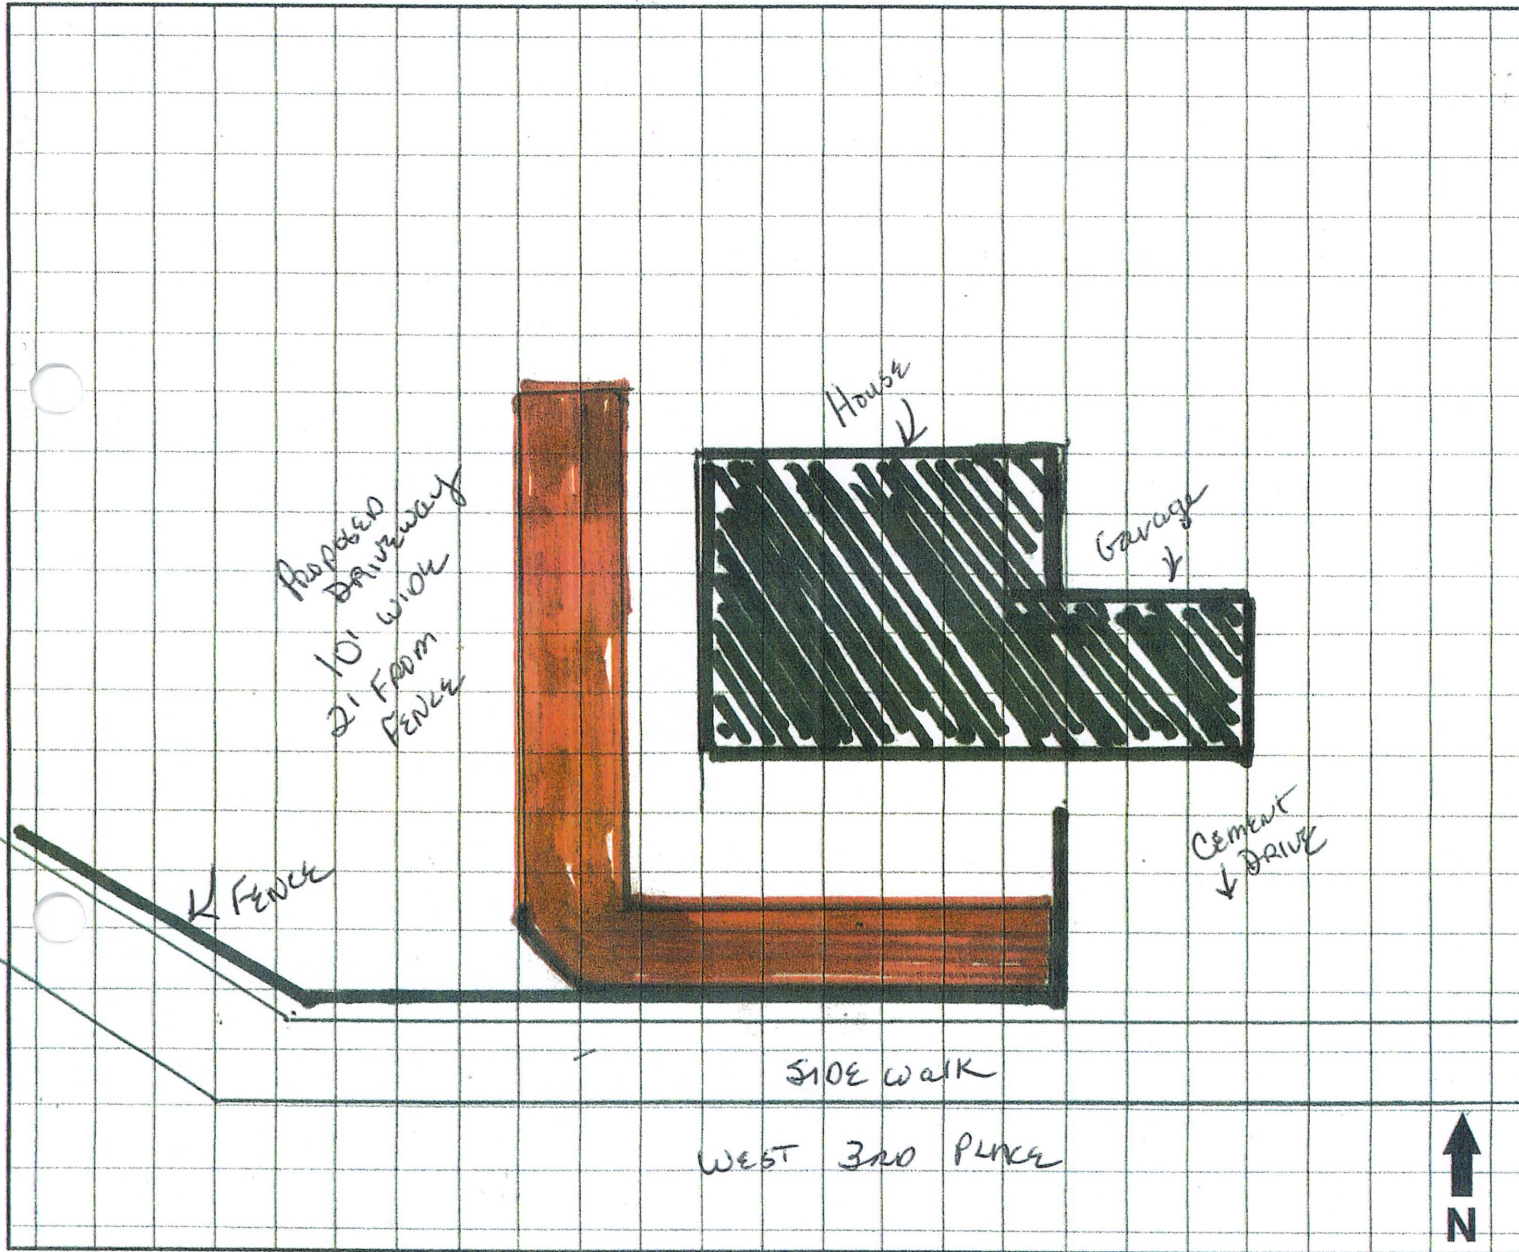 House
Garage
PROPOSED
DRIVEWAY
10' WIDE
2' FROM
FENCE
CEMENT
DRIVE
FENCE
SIDE WALK
WEST 3RD PLACE
N